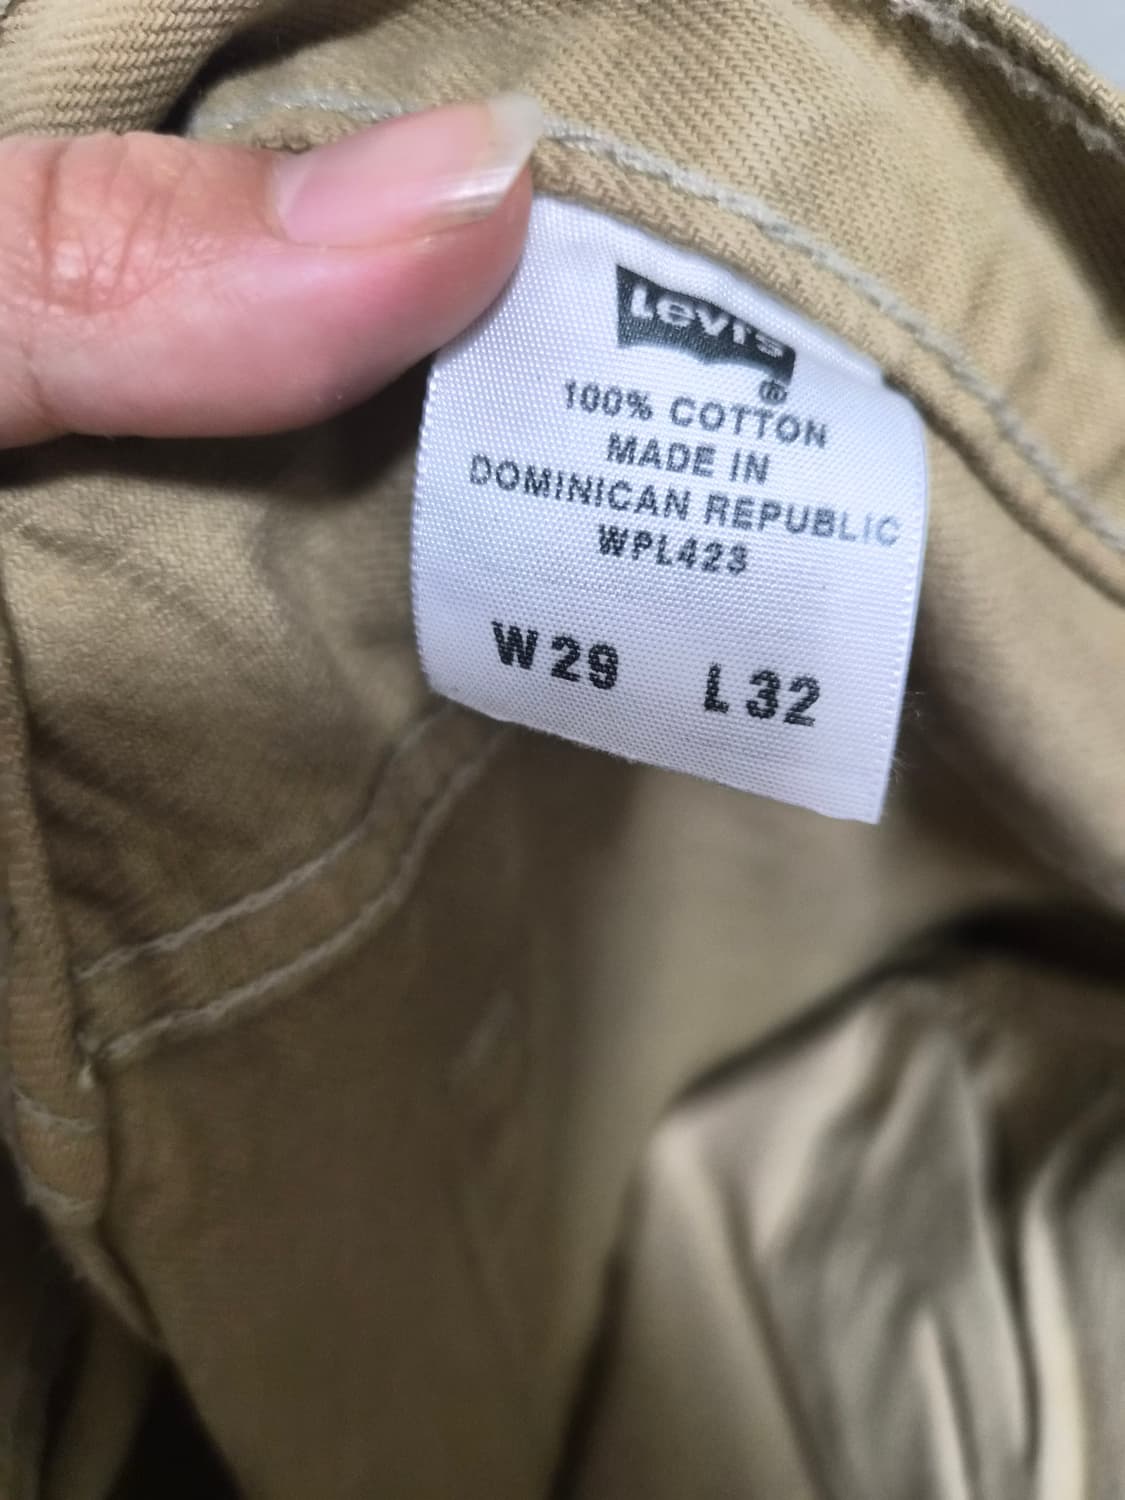 Levi's
®
100% COTTON
MADE IN
DOMINICAN REPUBLIC
WPL423
W29 L32